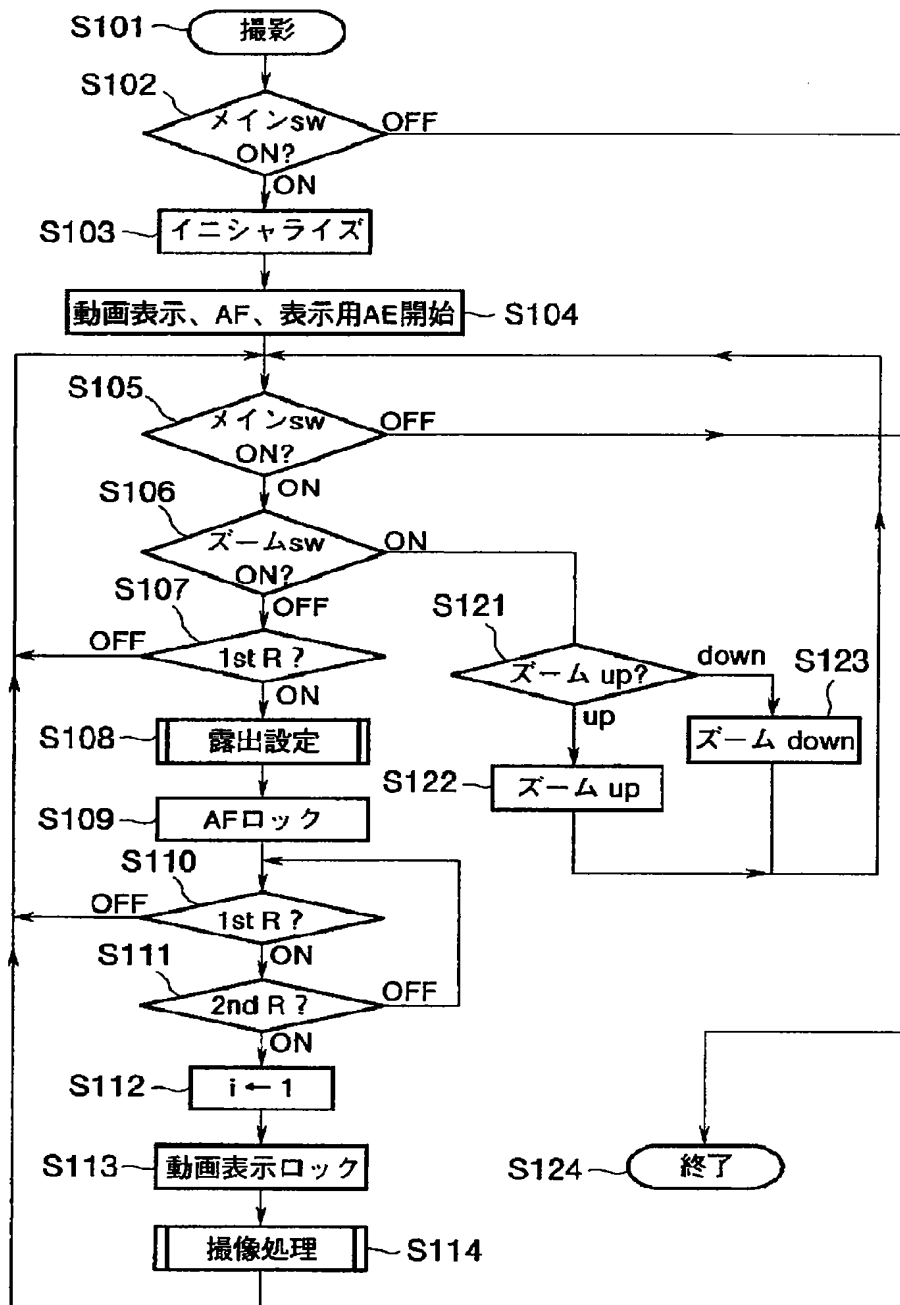 S101
撮影
S102
メインsw
ON?
OFF
ON
S103
イニシャライズ
動画表示、AF、表示用AE開始
S104
S105
メインsw
ON?
OFF
ON
S106
ズームsw
ON?
ON
OFF
S107
1st R ?
OFF
ON
S121
ズーム up?
down
up
S123
ズーム down
S122
ズーム up
S108
露出設定
S109
AFロック
S110
1st R ?
OFF
ON
S111
2nd R ?
OFF
ON
S112
i ← 1
S113
動画表示ロック
S124
終了
撮像処理
S114